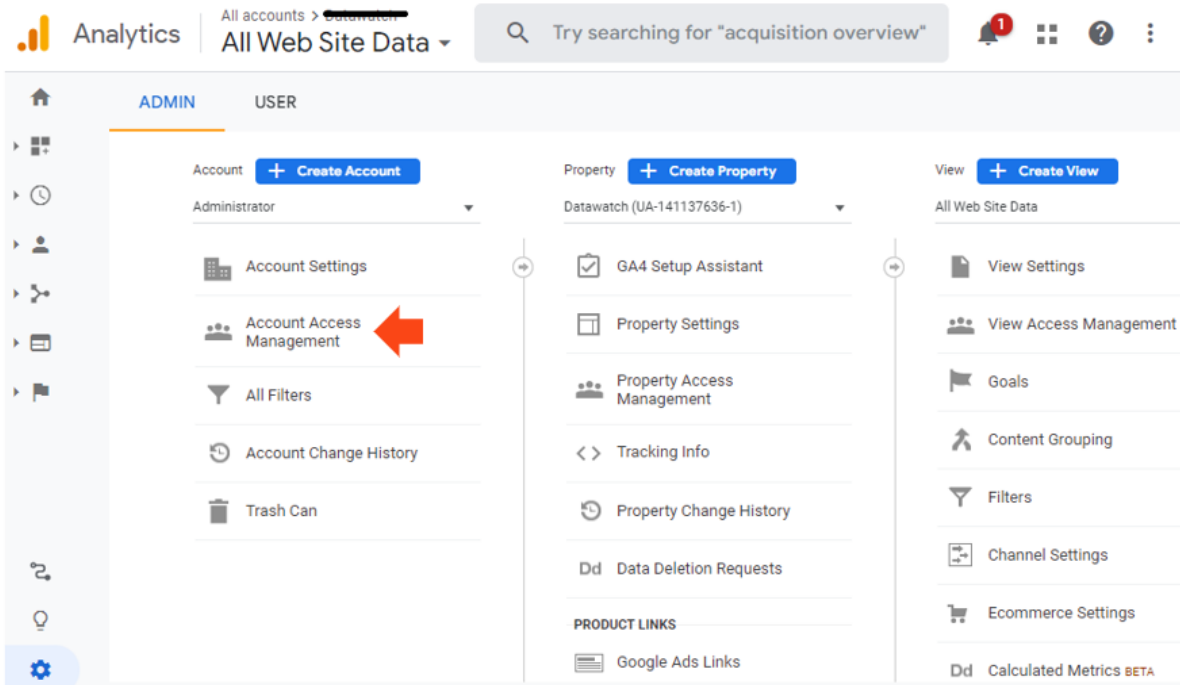 All accounts > Datawatch
Analytics
All Web Site Data
Try searching for "acquisition overview"
1
ADMIN
USER
Account
Create Account
Administrator
Account Settings
Account Access
Management
All Filters
Account Change History
Trash Can
Property
Create Property
Datawatch (UA-141137636-1)
GA4 Setup Assistant
Property Settings
Property Access
Management
Tracking Info
Property Change History
Dd Data Deletion Requests
PRODUCT LINKS
Google Ads Links
View
Create View
All Web Site Data
View Settings
View Access Management
Goals
Content Grouping
Filters
Channel Settings
Ecommerce Settings
Dd Calculated Metrics BETA